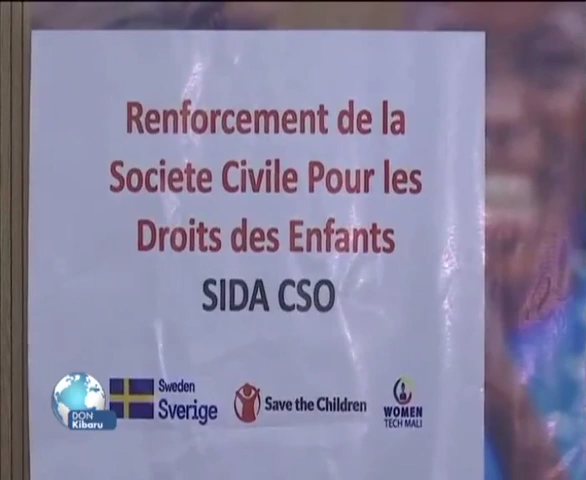 Renforcement de la
Societe Civile Pour les
Droits des Enfants
SIDA CSO
Sweden
Sverige
Save the Children
WOMEN
TECH MALI
DON
Kibaru